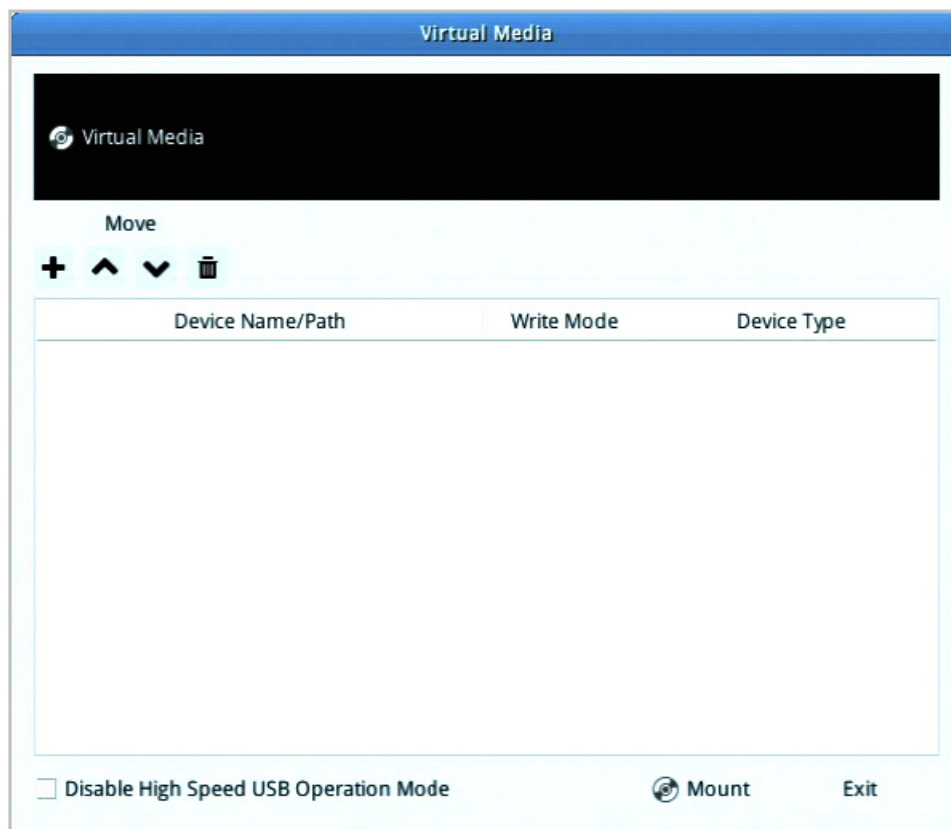 Virtual Media
Virtual Media
Move
Device Name/Path Write Mode Device Type
Disable High Speed USB Operation Mode Mount Exit